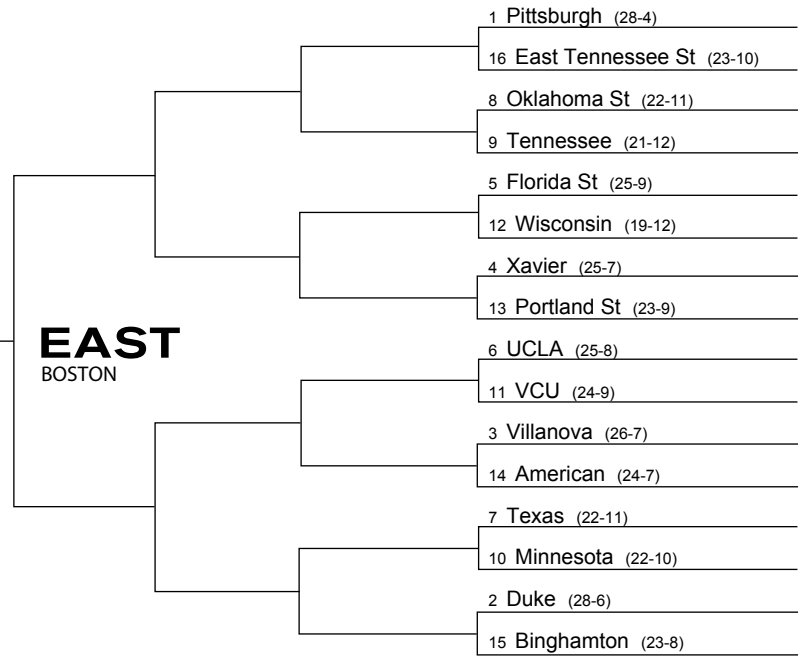 1 Pittsburgh (28-4)
16 East Tennessee St (23-10)
8 Oklahoma St (22-11)
9 Tennessee (21-12)
5 Florida St (25-9)
12 Wisconsin (19-12)
4 Xavier (25-7)
13 Portland St (23-9)
EAST
BOSTON
6 UCLA (25-8)
11 VCU (24-9)
3 Villanova (26-7)
14 American (24-7)
7 Texas (22-11)
10 Minnesota (22-10)
2 Duke (28-6)
15 Binghamton (23-8)